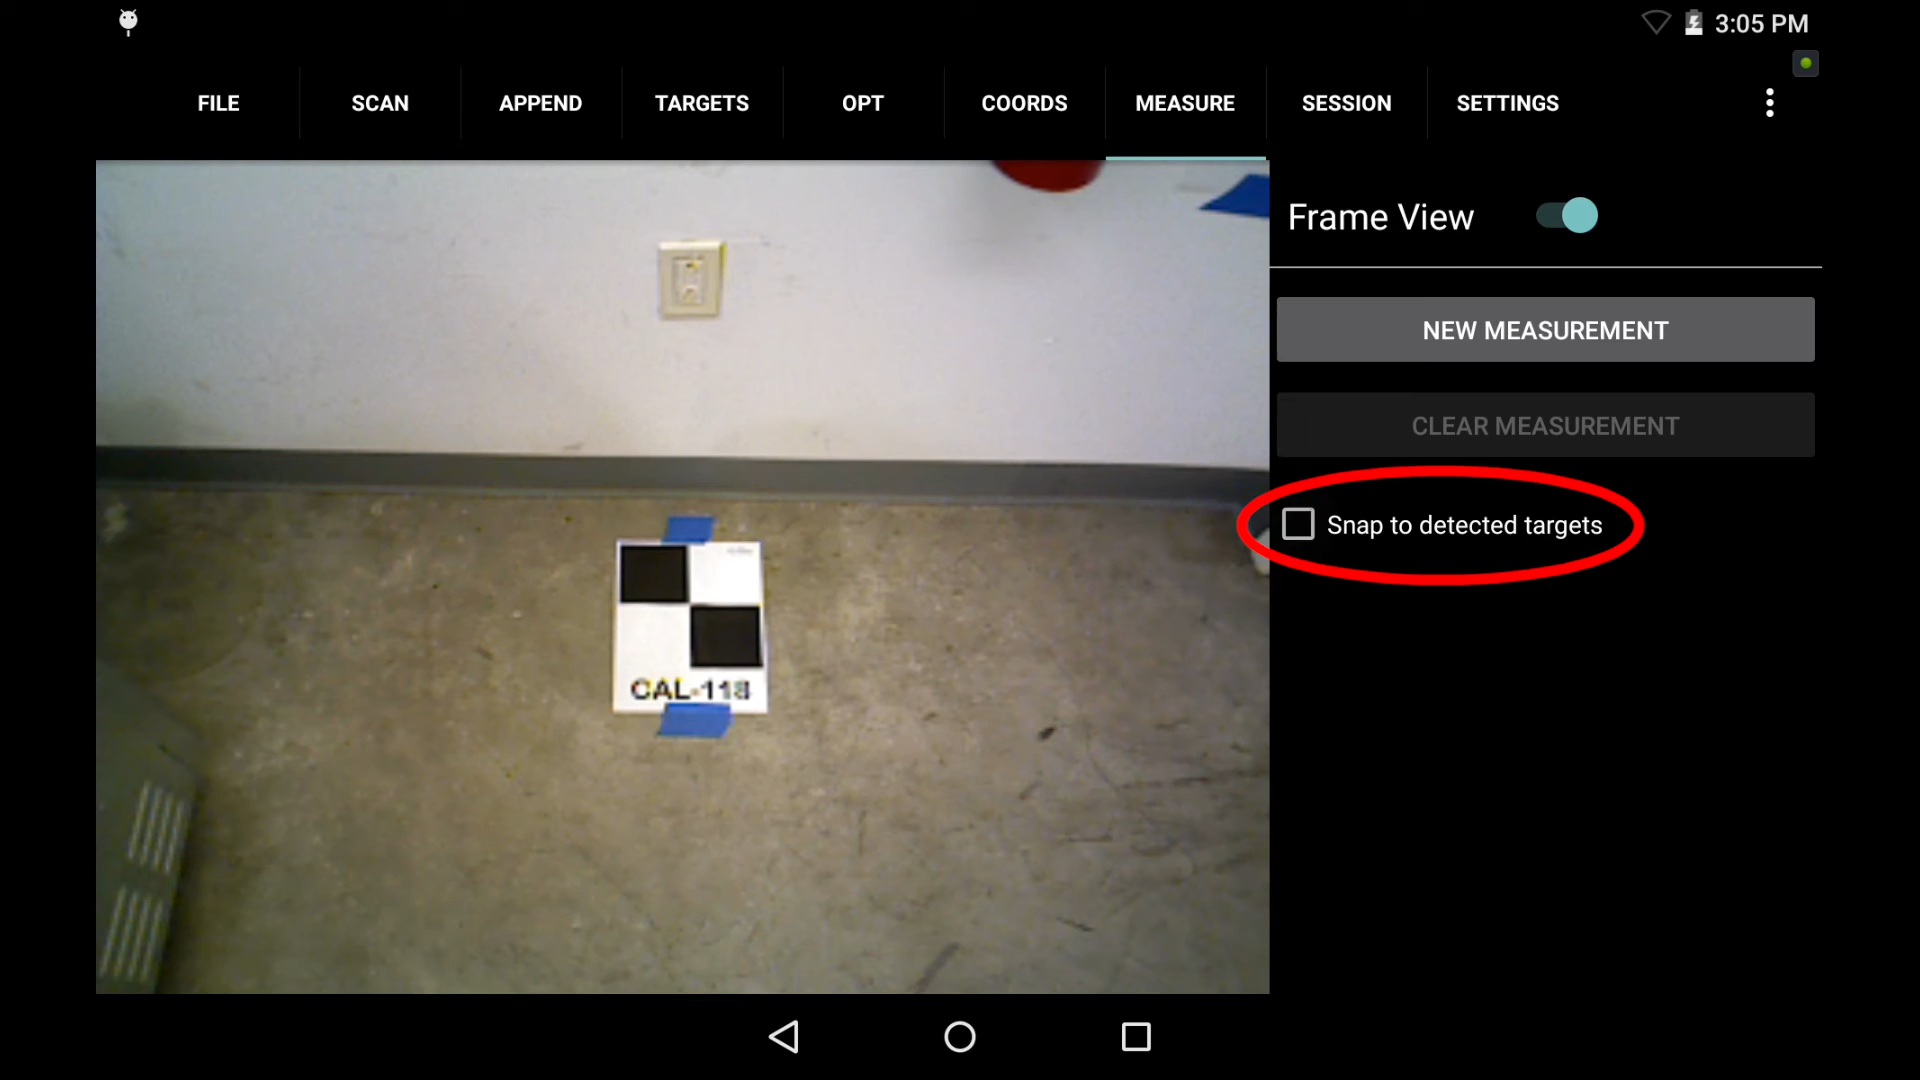 3:05 PM
FILE
SCAN
APPEND
TARGETS
OPT
COORDS
MEASURE
SESSION
SETTINGS
Frame View
NEW MEASUREMENT
CLEAR MEASUREMENT
Snap to detected targets
CAL-118